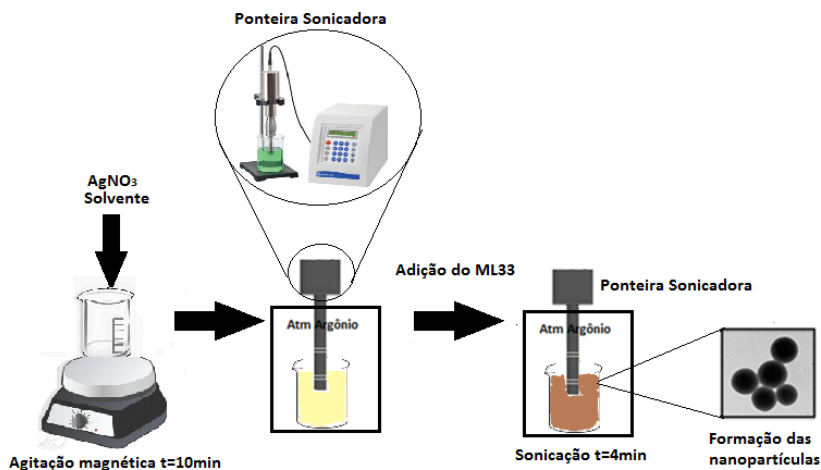 Ponteira Sonicadora
AgNO₃
Solvente
Adição do ML33
Ponteira Sonicadora
Atm Argônio
Atm Argônio
Agitação magnética t=10min
Sonicação t=4min
Formação das
nanopartículas